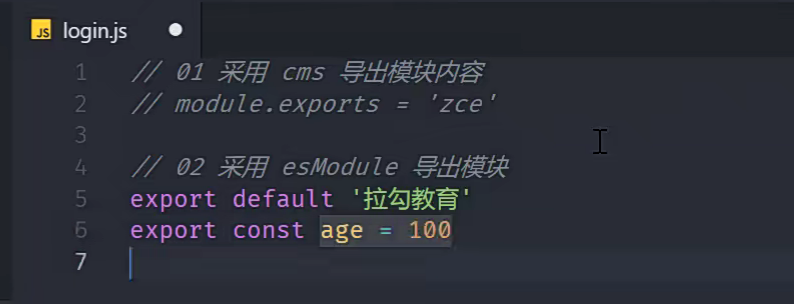 JS login.js
1 // 01 采用 cms 导出模块内容
2 // module.exports = 'zce'
3
4 // 02 采用 esModule 导出模块
5 export default '拉勾教育'
6 export const age = 100
7